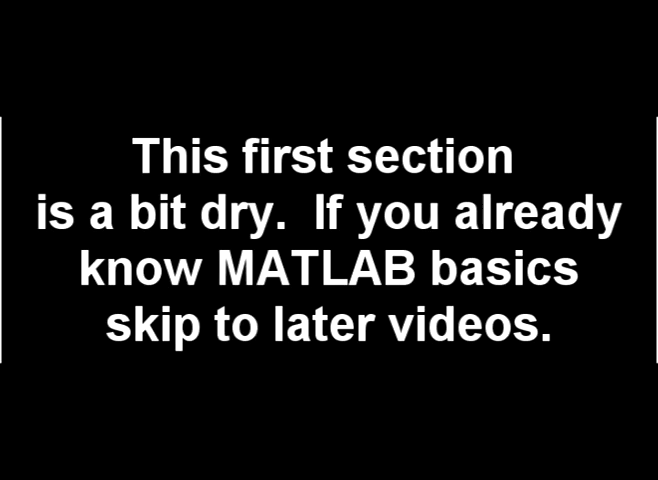 This first section
is a bit dry.  If you already
know MATLAB basics
skip to later videos.